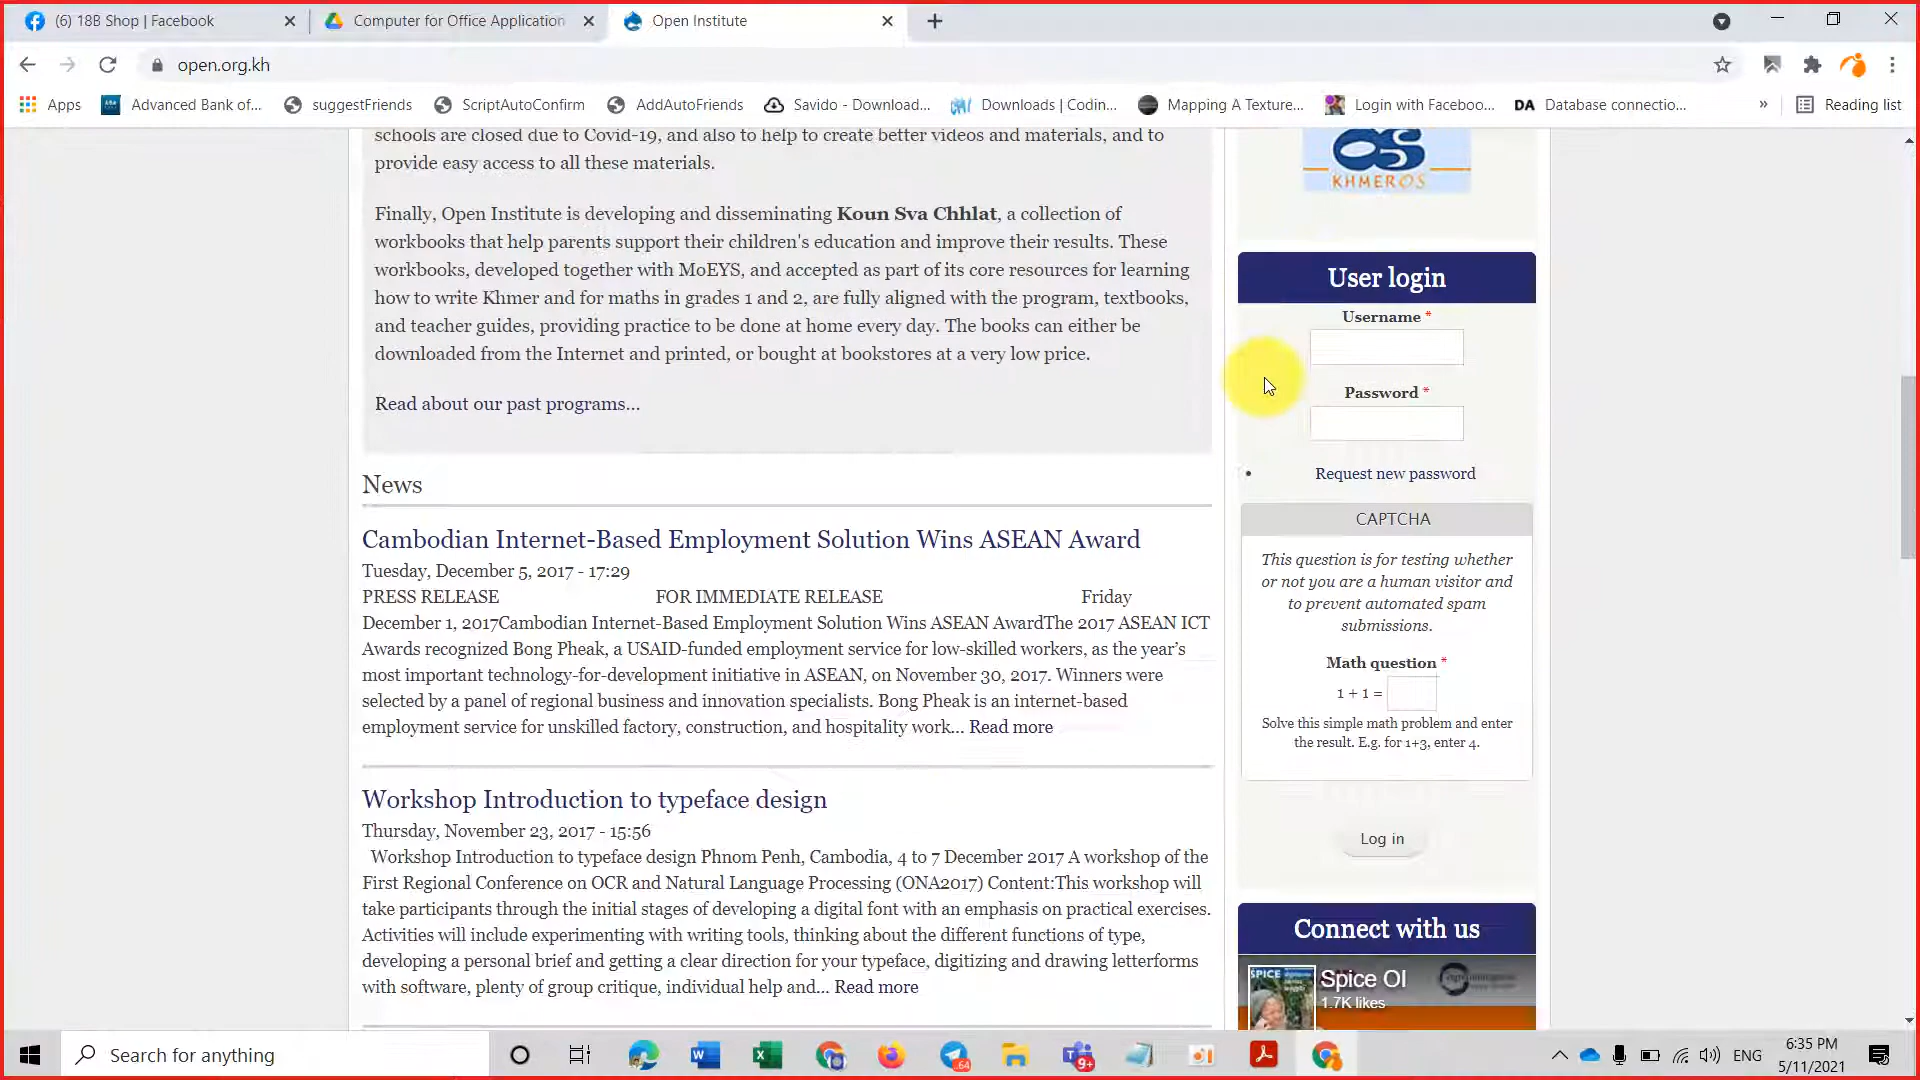 (6) 18B Shop | Facebook
Computer for Office Application
Open Institute
open.org.kh
Apps
Advanced Bank of...
suggestFriends
ScriptAutoConfirm
AddAutoFriends
Savido - Download...
Downloads | Codin...
Mapping A Texture...
Login with Faceboo...
DA
Database connectio...
»
Reading list
schools are closed due to Covid-19, and also to help to create better videos and materials, and to
provide easy access to all these materials.
Finally, Open Institute is developing and disseminating Koun Sva Chhlat, a collection of
workbooks that help parents support their children's education and improve their results. These
workbooks, developed together with MoEYS, and accepted as part of its core resources for learning
how to write Khmer and for maths in grades 1 and 2, are fully aligned with the program, textbooks,
and teacher guides, providing practice to be done at home every day. The books can either be
downloaded from the Internet and printed, or bought at bookstores at a very low price.
Read about our past programs...
News
Cambodian Internet-Based Employment Solution Wins ASEAN Award
Tuesday, December 5, 2017 - 17:29
PRESS RELEASE FOR IMMEDIATE RELEASE Friday
December 1, 2017Cambodian Internet-Based Employment Solution Wins ASEAN AwardThe 2017 ASEAN ICT
Awards recognized Bong Pheak, a USAID-funded employment service for low-skilled workers, as the year's
most important technology-for-development initiative in ASEAN, on November 30, 2017. Winners were
selected by a panel of regional business and innovation specialists. Bong Pheak is an internet-based
employment service for unskilled factory, construction, and hospitality work... Read more
Workshop Introduction to typeface design
Thursday, November 23, 2017 - 15:56
Workshop Introduction to typeface design Phnom Penh, Cambodia, 4 to 7 December 2017 A workshop of the
First Regional Conference on OCR and Natural Language Processing (ONA2017) Content:This workshop will
take participants through the initial stages of developing a digital font with an emphasis on practical exercises.
Activities will include experimenting with writing tools, thinking about the different functions of type,
developing a personal brief and getting a clear direction for your typeface, digitizing and drawing letterforms
with software, plenty of group critique, individual help and... Read more
KHMEROS
User login
Username *
Password *
Request new password
CAPTCHA
This question is for testing whether
or not you are a human visitor and
to prevent automated spam
submissions.
Math question *
1 + 1 =
Solve this simple math problem and enter
the result. E.g. for 1+3, enter 4.
Log in
Connect with us
SPICE
Spice OI
1.7K likes
Search for anything
64
9+
ENG
6:35 PM
5/11/2021